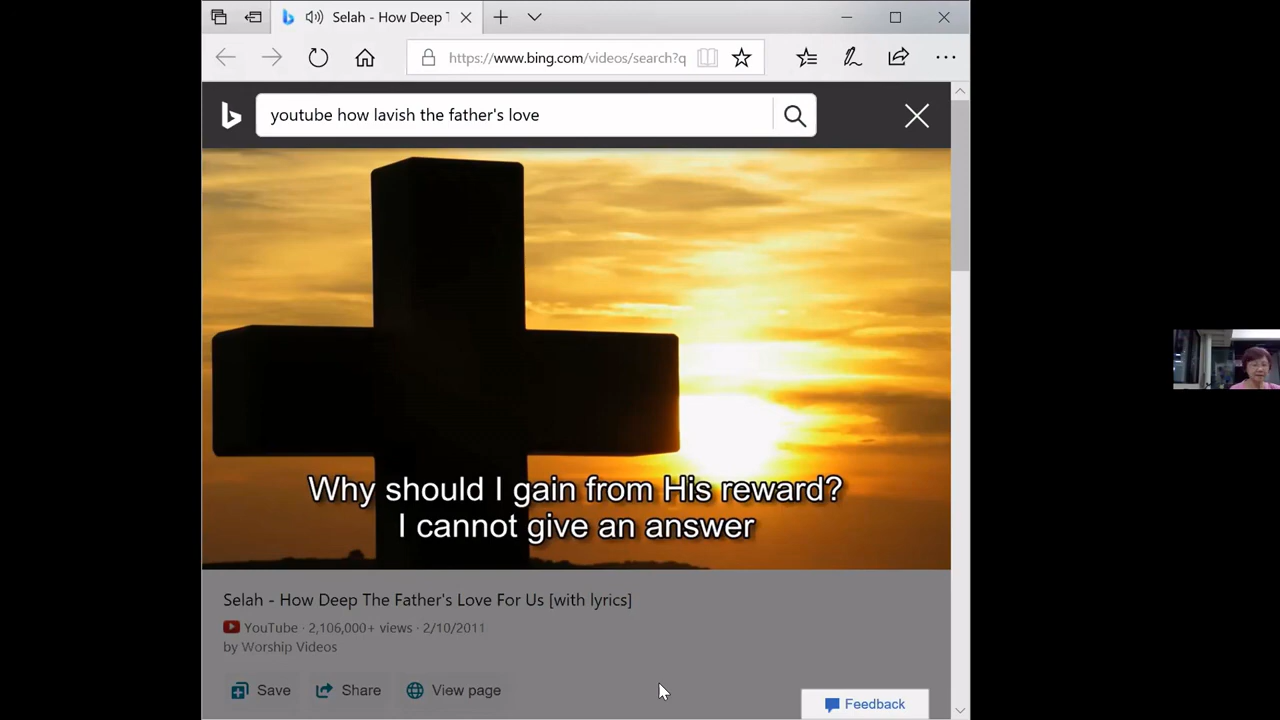 Selah - How Deep T
https://www.bing.com/videos/search?q
youtube how lavish the father's love
Why should I gain from His reward?
I cannot give an answer
Selah - How Deep The Father's Love For Us [with lyrics]
YouTube · 2,106,000+ views · 2/10/2011
by Worship Videos
Save Share View page
Feedback